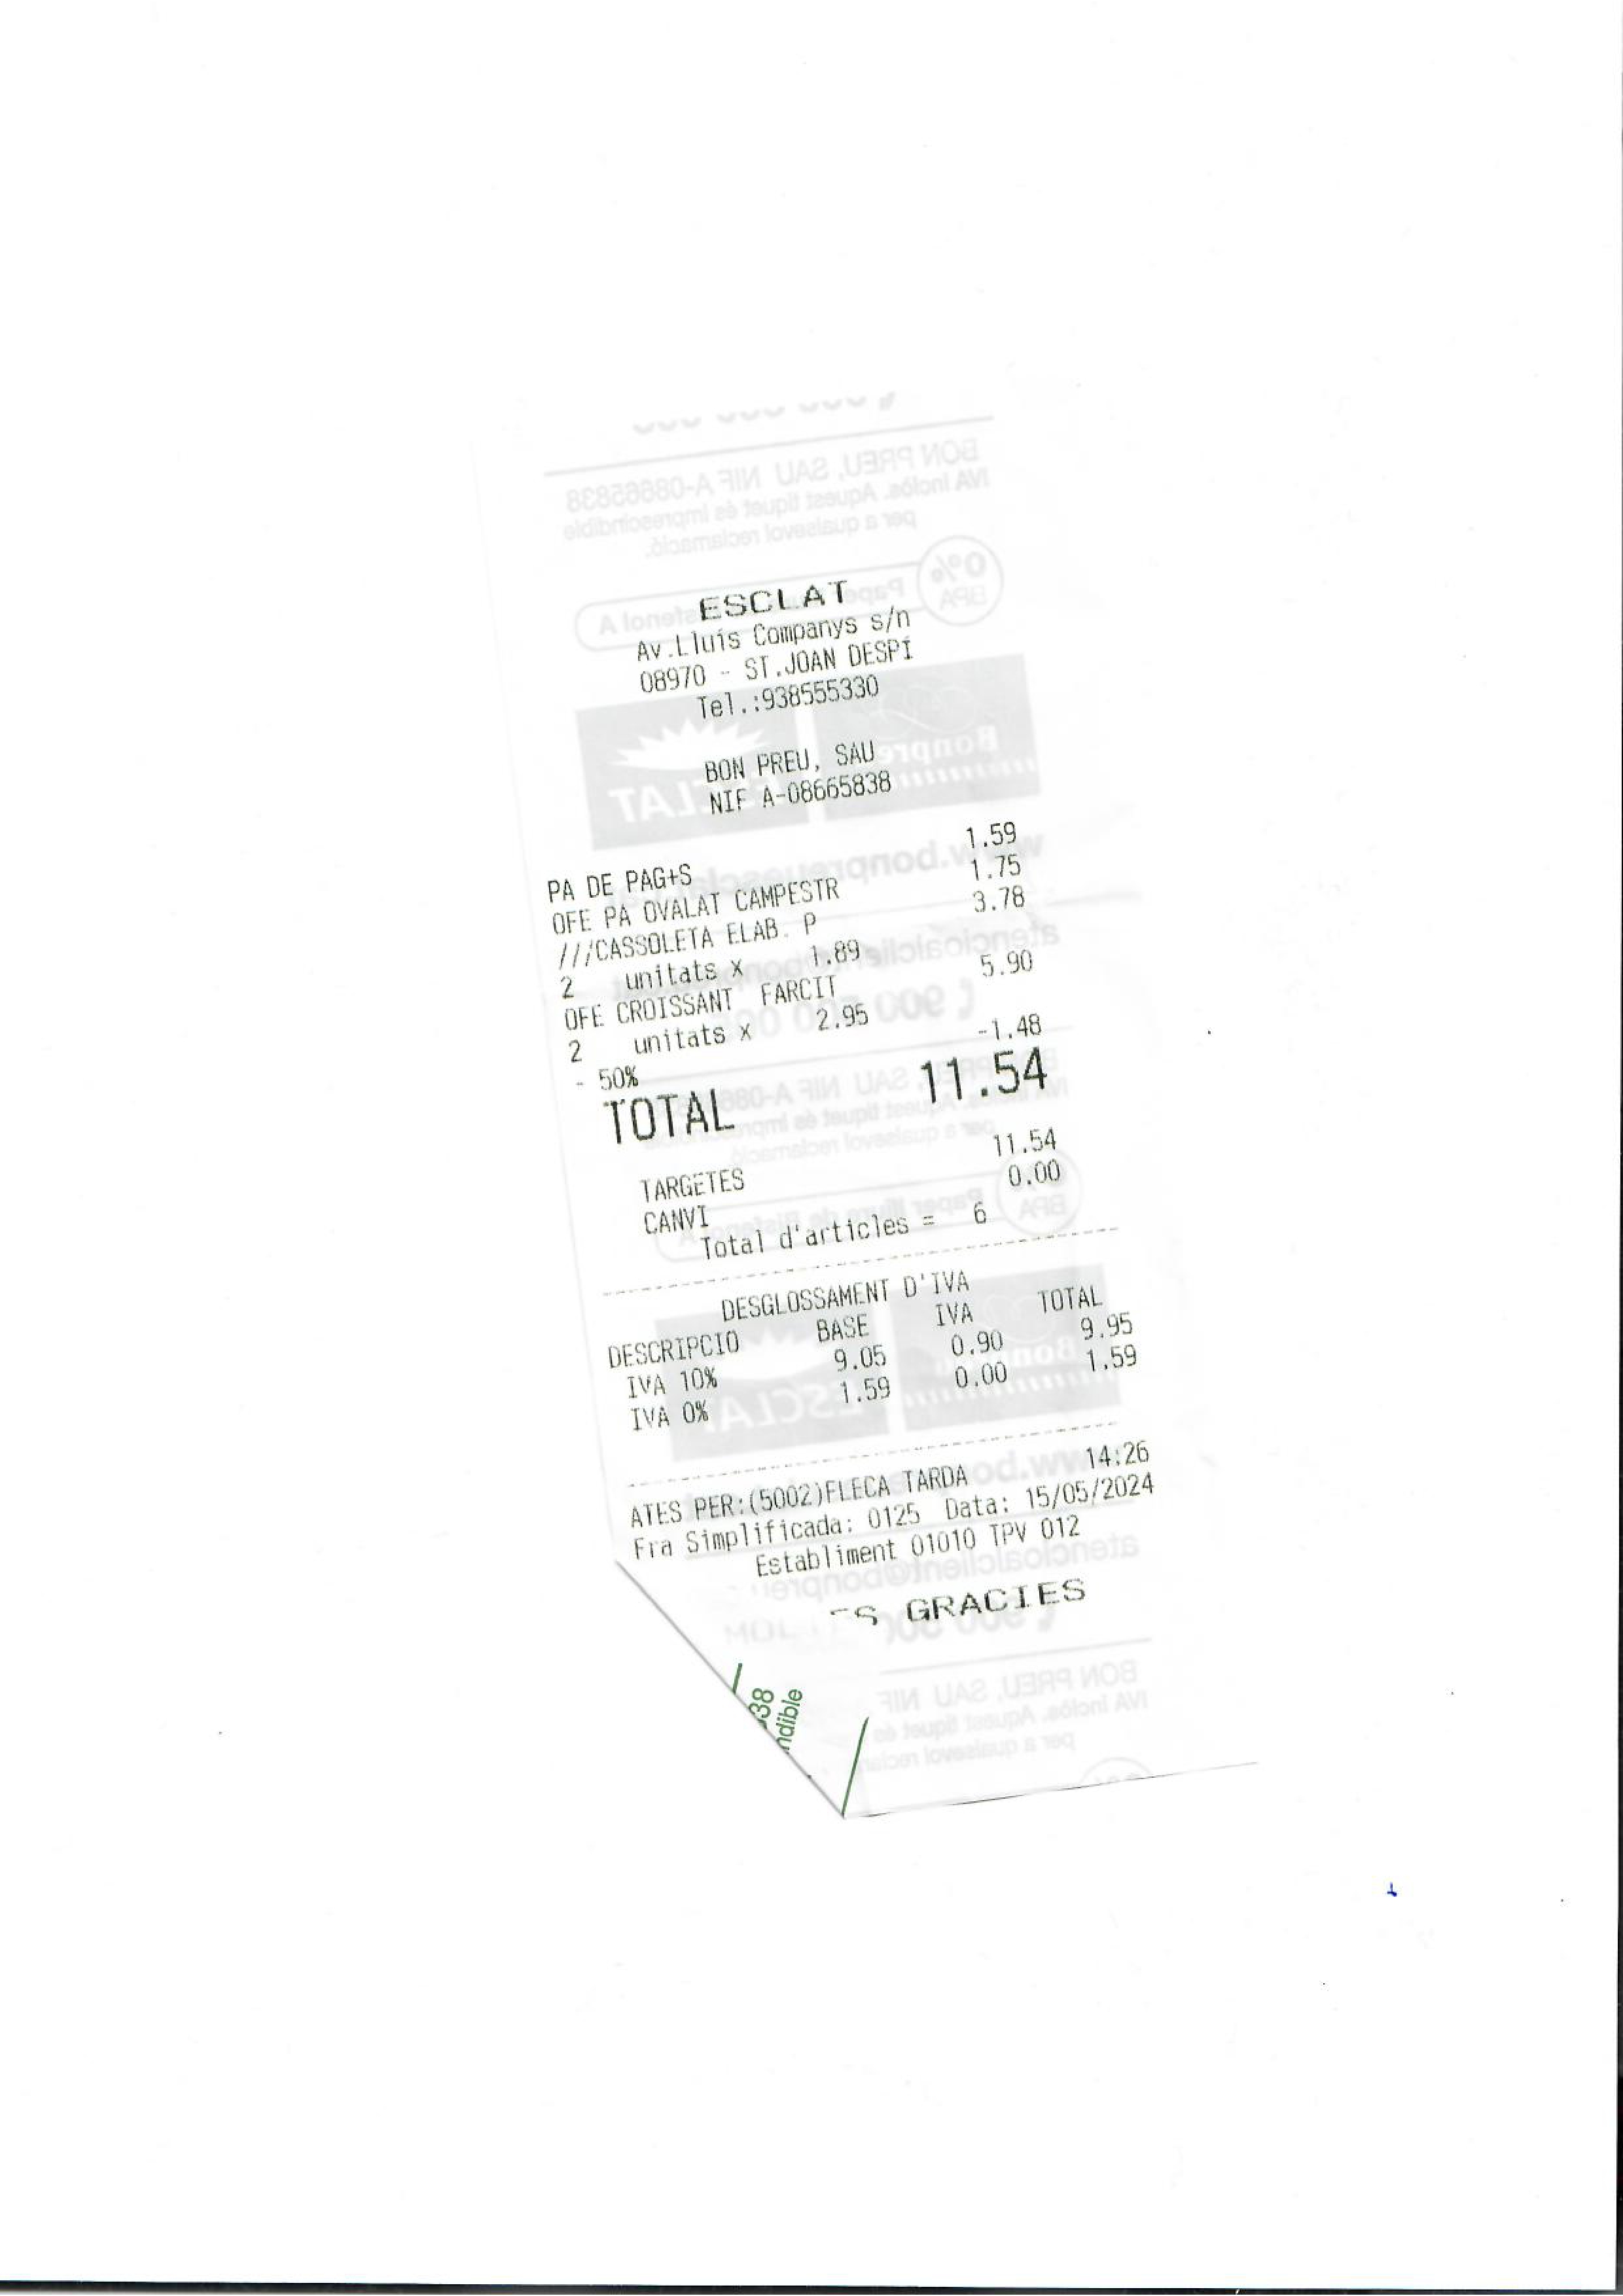 ESCLAT
Av.Lluís Companys s/n
08970 - ST.JOAN DESPÍ
Tel.:938555330
BON PREU, SAU
NIF A-08665838
PA DE PAG+S 1.59
OFE PA OVALAT CAMPESTR 1.75
///CASSOLETA ELAB. P 3.78
2 unitats x 1.89
OFE CROISSANT FARCIT 5.90
2 unitats x 2.95
- 50% -1.48
TOTAL 11.54
TARGETES 11.54
CANVI 0.00
Total d'articles = 6
DESGLOSSAMENT D'IVA
DESCRIPCIO BASE IVA TOTAL
IVA 10% 9.05 0.90 9.95
IVA 0% 1.59 0.00 1.59
ATES PER:(5002)FLECA TARDA 14:26
Fra Simplificada: 0125 Data: 15/05/2024
Establiment 01010 TPV 012
GRACIES
38
ndible